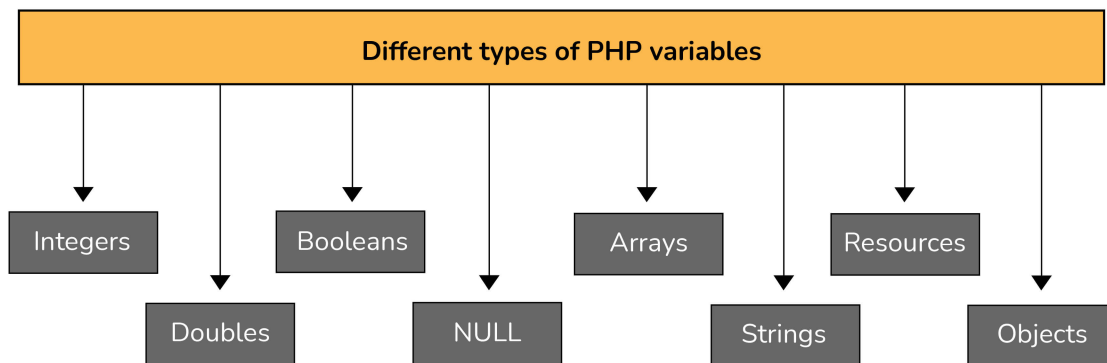 Different types of PHP variables
Integers
Booleans
Arrays
Resources
Doubles
NULL
Strings
Objects